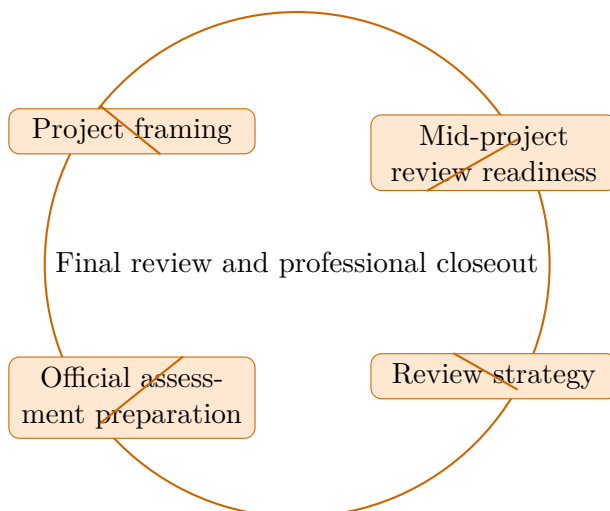 Project framing
Mid-project
review readiness
Final review and professional closeout
Official assess-
ment preparation
Review strategy